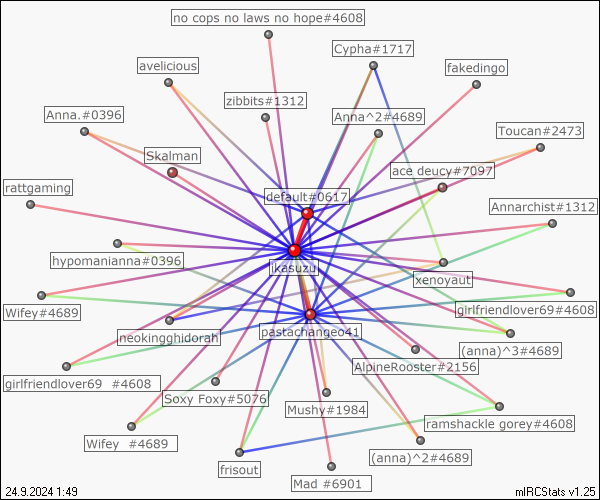 no cops no laws no hope#4608
Cypha#1717
avelicious
fakedingo
zibbits#1312
Anna.#0396
Anna^2#4689
Toucan#2473
Skalman
ace deucy#7097
rattgaming
default#0617
Annarchist#1312
hypomanianna#0396
jkasuzuj
xenoyaut
Wifey#4689
girlfriendlover69#4608
neokingghidorah
pastachangeo41
(anna)^3#4689
AlpineRooster#2156
girlfriendlover69 #4608
Soxy Foxy#5076
Mushy#1984
ramshackle gorey#4608
Wifey #4689
(anna)^2#4689
frisout
Mad #6901
24.9.2024 1:49
mIRCStats v1.25